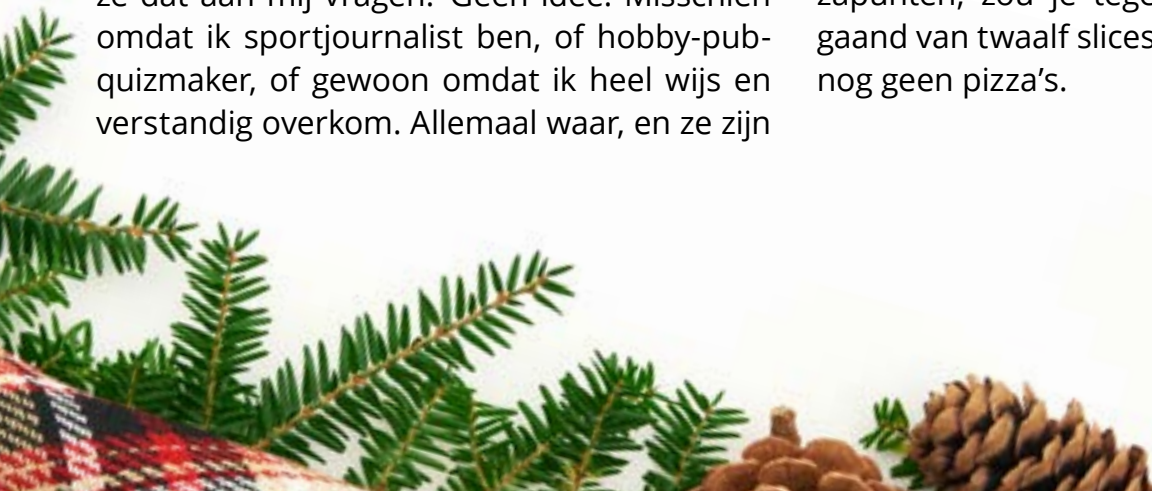 ze dat aan mij vragen? Geen idee. Misschien
omdat ik sportjournalist ben, of hobby-pub-
quizmaker, of gewoon omdat ik heel wijs en
verstandig overkom. Allemaal waar, en ze zijn
zapunten, zou je
gaand van twaalf slices
nog geen pizza’s.